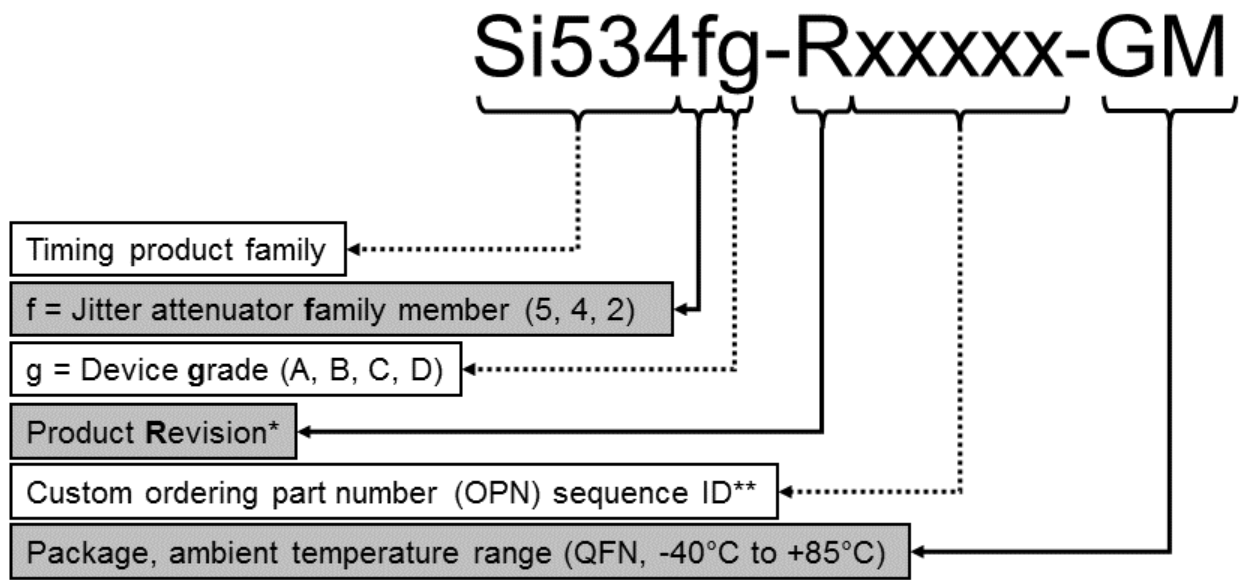 Si534fg-Rxxxxx-GM
Timing product family
f = Jitter attenuator family member (5, 4, 2)
g = Device grade (A, B, C, D)
Product Revision*
Custom ordering part number (OPN) sequence ID**
Package, ambient temperature range (QFN, -40°C to +85°C)